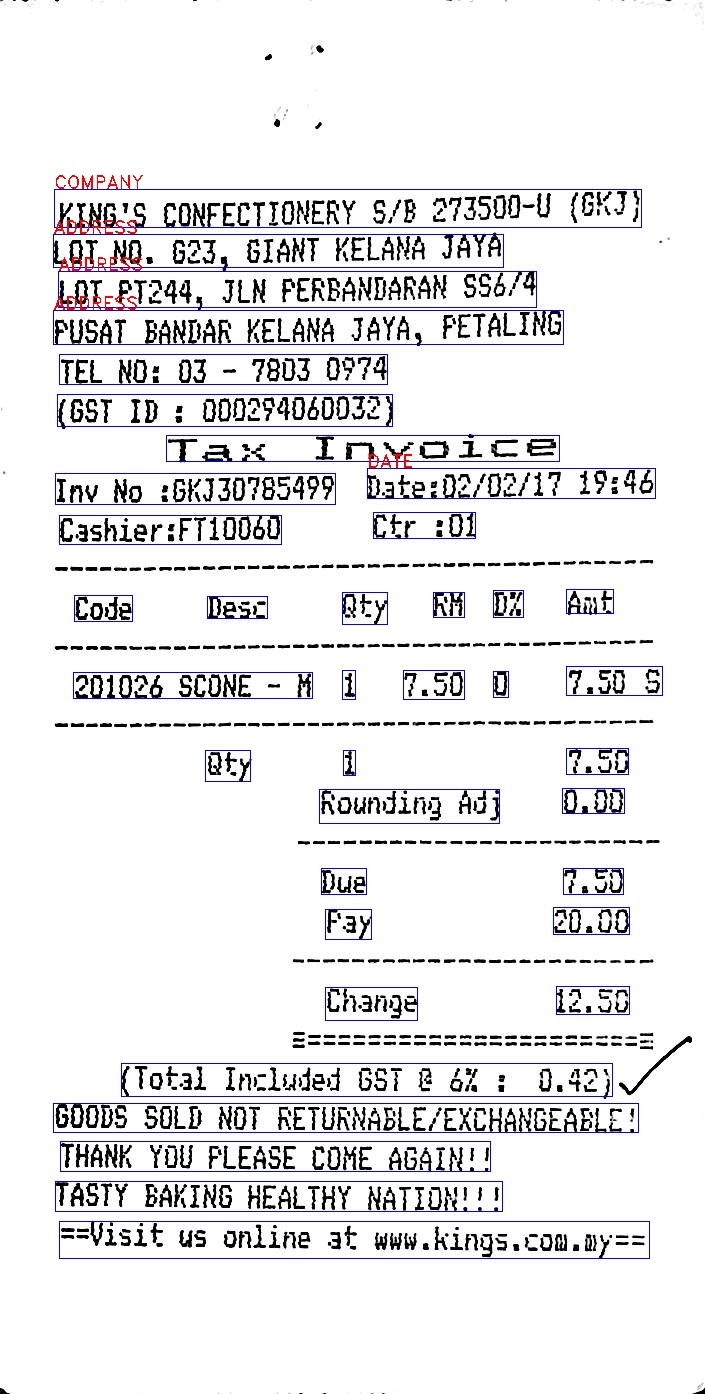 COMPANY
KING'S CONFECTIONERY S/B 273500-U (GKJ)
ADDRESS
LOT NO. G23, GIANT KELANA JAYA
ADDRESS
LOT PT244, JLN PERBANDARAN SS6/4
ADDRESS
PUSAT BANDAR KELANA JAYA, PETALING
TEL NO: 03 - 7803 0974
(GST ID : 000294060032)
Tax Invoice
DATE
Inv No :GKJ30785499 Date:02/02/17 19:46
Cashier:FT10060 Ctr :01
Code Desc Qty RM D% Amt
201026 SCONE - M 1 7.50 0 7.50 S
Qty 1 7.50
Rounding Adj 0.00
Due 7.50
Pay 20.00
Change 12.50
(Total Included GST @ 6% : 0.42)
GOODS SOLD NOT RETURNABLE/EXCHANGEABLE!
THANK YOU PLEASE COME AGAIN!!
TASTY BAKING HEALTHY NATION!!!
==Visit us online at www.kings.com.my==